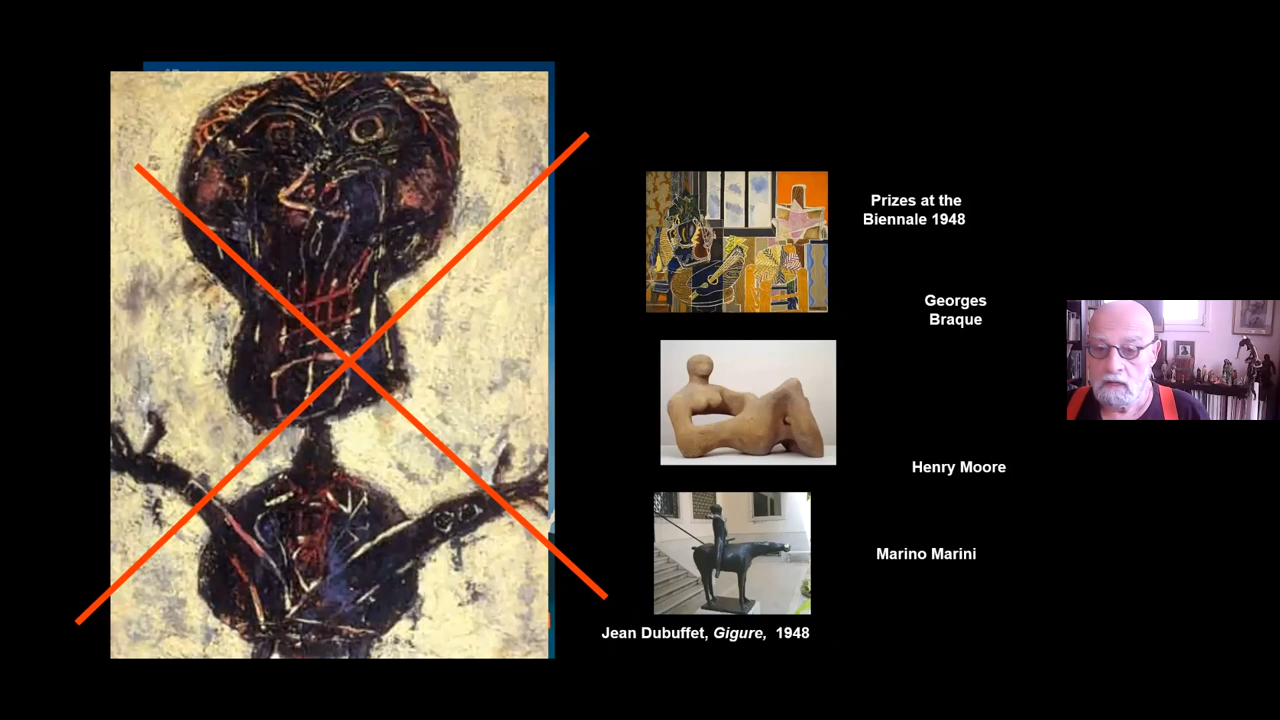 Prizes at the
Biennale 1948
Georges
Braque
Henry Moore
Marino Marini
Jean Dubuffet, Gigure, 1948